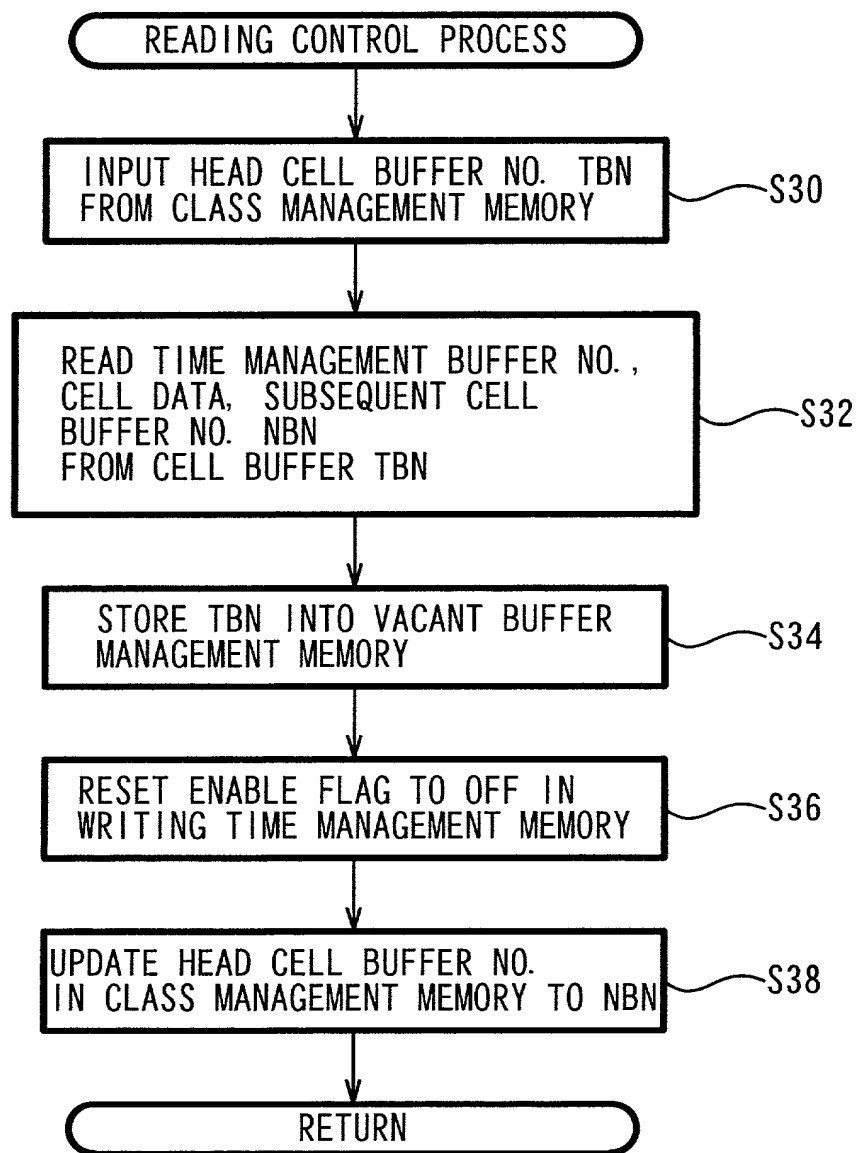 READING CONTROL PROCESS
INPUT HEAD CELL BUFFER NO. TBN
FROM CLASS MANAGEMENT MEMORY
S30
READ TIME MANAGEMENT BUFFER NO.,
CELL DATA, SUBSEQUENT CELL
BUFFER NO. NBN
FROM CELL BUFFER TBN
S32
STORE TBN INTO VACANT BUFFER
MANAGEMENT MEMORY
S34
RESET ENABLE FLAG TO OFF IN
WRITING TIME MANAGEMENT MEMORY
S36
UPDATE HEAD CELL BUFFER NO.
IN CLASS MANAGEMENT MEMORY TO NBN
S38
RETURN